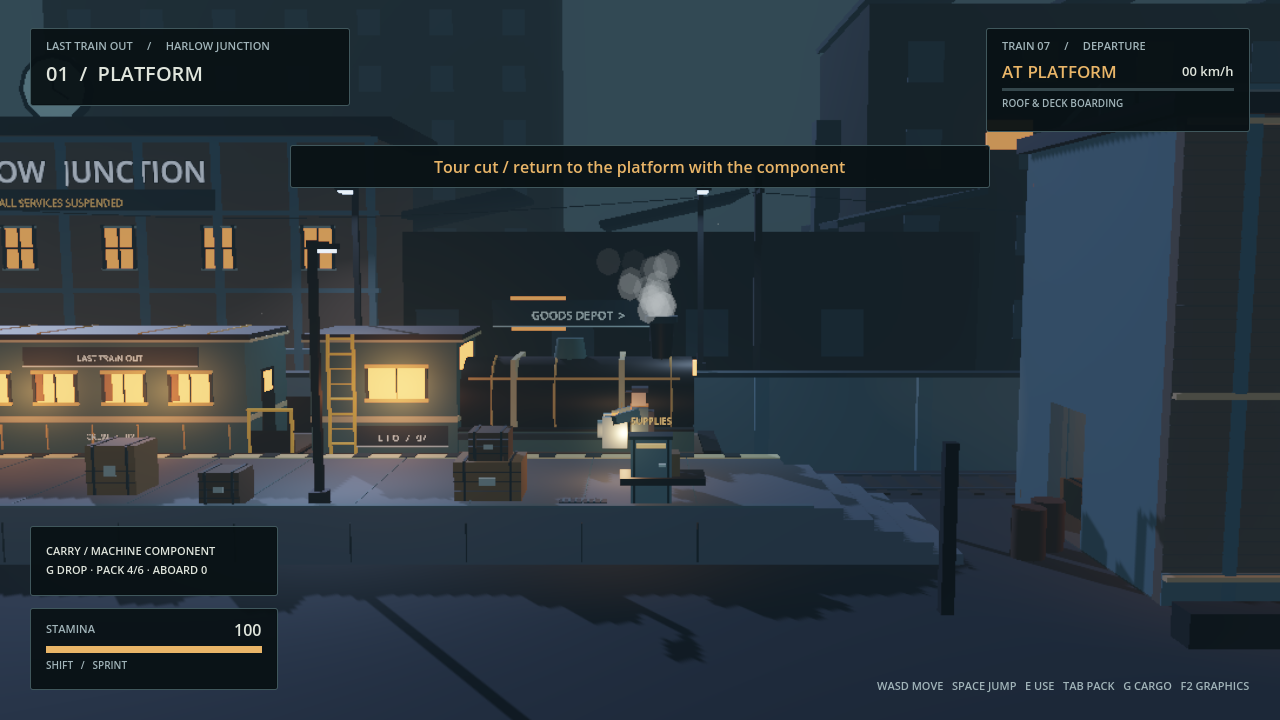 LAST TRAIN OUT / HARLOW JUNCTION
01 / PLATFORM
TRAIN 07 / DEPARTURE
AT PLATFORM 00 km/h
ROOF & DECK BOARDING
Tour cut / return to the platform with the component
OW JUNCTION
ALL SERVICES SUSPENDED
GOODS DEPOT >
LAST TRAIN OUT
SUPPLIES
CARRY / MACHINE COMPONENT
G DROP · PACK 4/6 · ABOARD 0
STAMINA 100
SHIFT / SPRINT
WASD MOVE SPACE JUMP E USE TAB PACK G CARGO F2 GRAPHICS